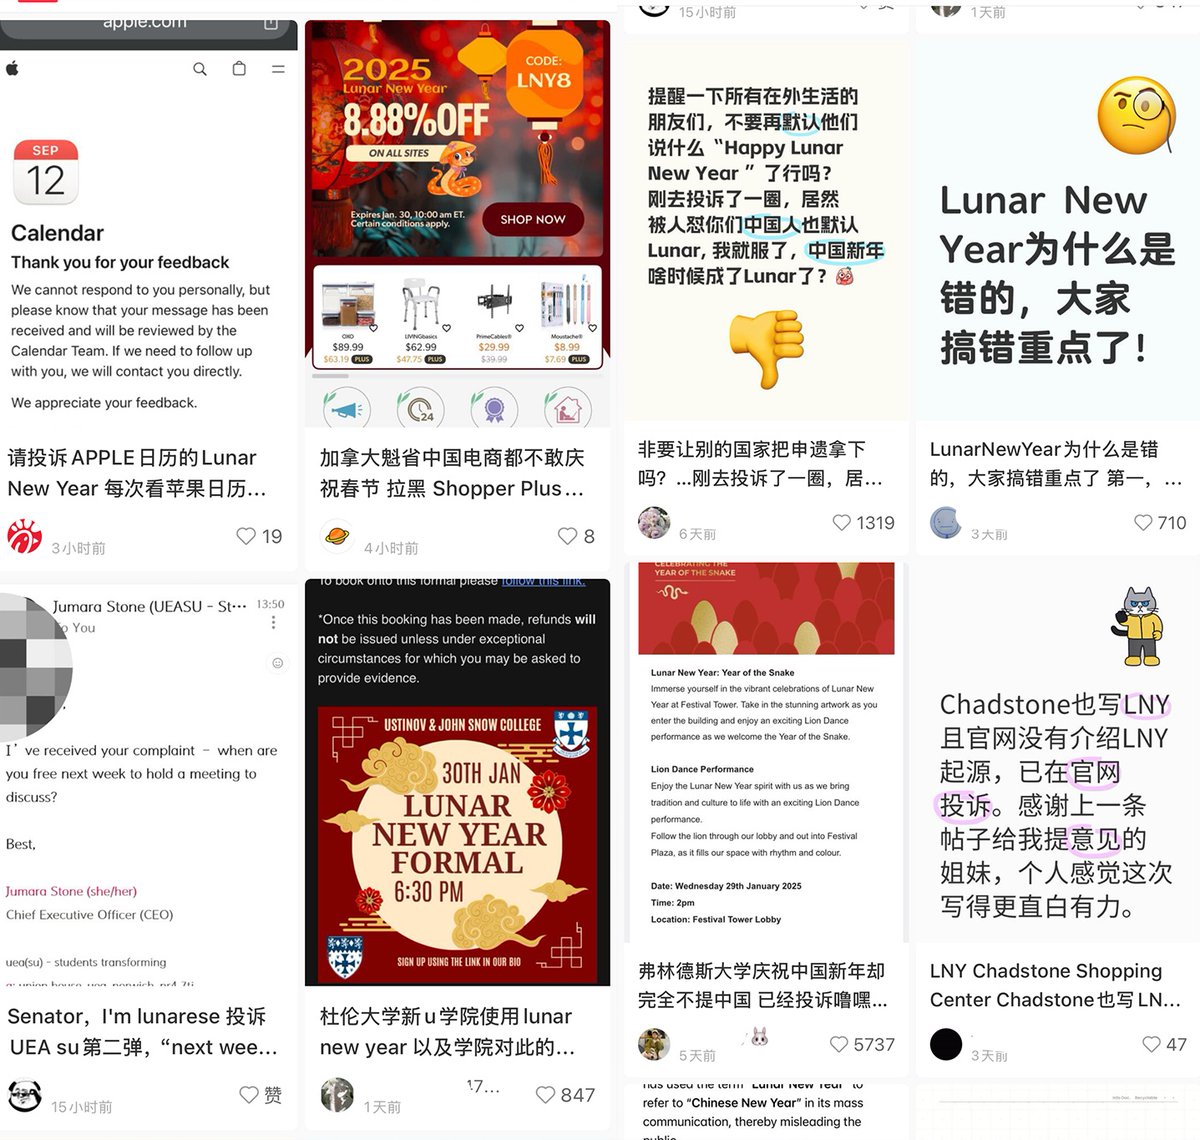 apple.com
SEP
12
Calendar
Thank you for your feedback
We cannot respond to you personally, but
please know that your message has been
received and will be reviewed by the
Calendar Team. If we need to follow up
with you, we will contact you directly.
We appreciate your feedback.
请投诉APPLE日历的Lunar
New Year 每次看苹果日历...
3小时前
19
2025
Lunar New Year
8.88%OFF
ON ALL SITES
CODE:
LNY8
Expires Jan. 30, 10:00 am ET.
Certain conditions apply.
SHOP NOW
OXO
$89.99
$63.19 PLUS
LIVINGbasics
$62.99
$47.75 PLUS
PrimeCables®
$29.99
$39.99
Moustache®
$8.99
$7.69 PLUS
24
加拿大魁省中国电商都不敢庆
祝春节 拉黑 Shopper Plus...
4小时前
8
15小时前
提醒一下所有在外生活的
朋友们，不要再默认他们
说什么“Happy Lunar
New Year ” 了行吗？
刚去投诉了一圈，居然
被人怼你们中国人也默认
Lunar, 我就服了，中国新年
啥时候成了Lunar了？
非要让别的国家把申遗拿下
吗？...刚去投诉了一圈，居...
6天前
1319
1天前
Lunar New
Year为什么是
错的，大家
搞错重点了！
LunarNewYear为什么是错
的，大家搞错重点了 第一，...
3天前
710
Jumara Stone (UEASU - St...
13:50
To You
I’ve received your complaint – when are
you free next week to hold a meeting to
discuss?
Best,
Jumara Stone (she/her)
Chief Executive Officer (CEO)
uea(su) - students transforming
a: union house, uea, norwich, nr4 7tj
Senator，I'm lunarese 投诉
UEA su第二弹，“next wee...
15小时前
赞
To book onto this formal please follow this link.
*Once this booking has been made, refunds will
not be issued unless under exceptional
circumstances for which you may be asked to
provide evidence.
USTINOV & JOHN SNOW COLLEGE
30TH JAN
LUNAR
NEW YEAR
FORMAL
6:30 PM
SIGN UP USING THE LINK IN OUR BIO
杜伦大学新u学院使用lunar
new year 以及学院对此的...
17...
1天前
847
CELEBRATING THE
YEAR OF THE SNAKE
Lunar New Year: Year of the Snake
Immerse yourself in the vibrant celebrations of Lunar New
Year at Festival Tower. Take in the stunning artwork as you
enter the building and enjoy an exciting Lion Dance
performance as we welcome the Year of the Snake.
Lion Dance Performance
Enjoy the Lunar New Year spirit with us as we bring
tradition and culture to life with an exciting Lion Dance
performance.
Follow the lion through our lobby and out into Festival
Plaza, as it fills our space with rhythm and colour.
Date: Wednesday 29th January 2025
Time: 2pm
Location: Festival Tower Lobby
弗林德斯大学庆祝中国新年却
完全不提中国 已经投诉噜嘿...
5天前
5737
Chadstone也写LNY
且官网没有介绍LNY
起源，已在官网
投诉。感谢上一条
帖子给我提意见的
姐妹，个人感觉这次
写得更直白有力。
LNY Chadstone Shopping
Center Chadstone也写LN...
3天前
47
has used the term “Lunar New Year” to
refer to “Chinese New Year” in its mass
communication, thereby misleading the
public